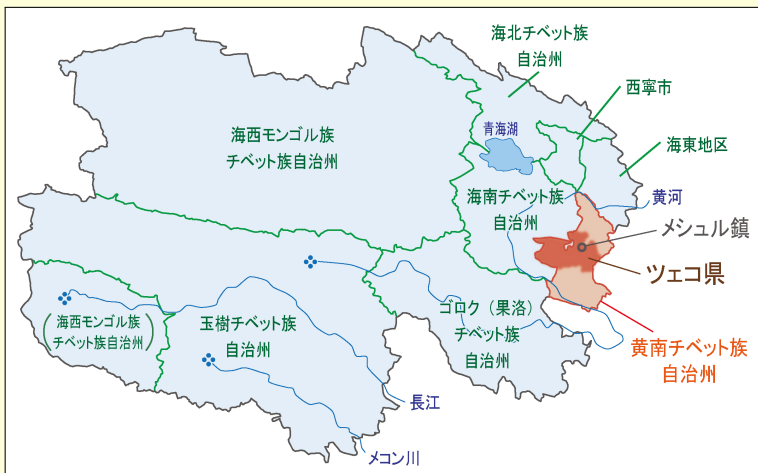 海北チベット族
自治州
西寧市
海西モンゴル族
チベット族自治州
青海湖
海東地区
海南チベット族
自治州
黄河
メシュル鎮
ツェコ県
(海西モンゴル族
チベット族自治州)
玉樹チベット族
自治州
ゴロク（果洛）
チベット族
自治州
黄南チベット族
自治州
長江
メコン川